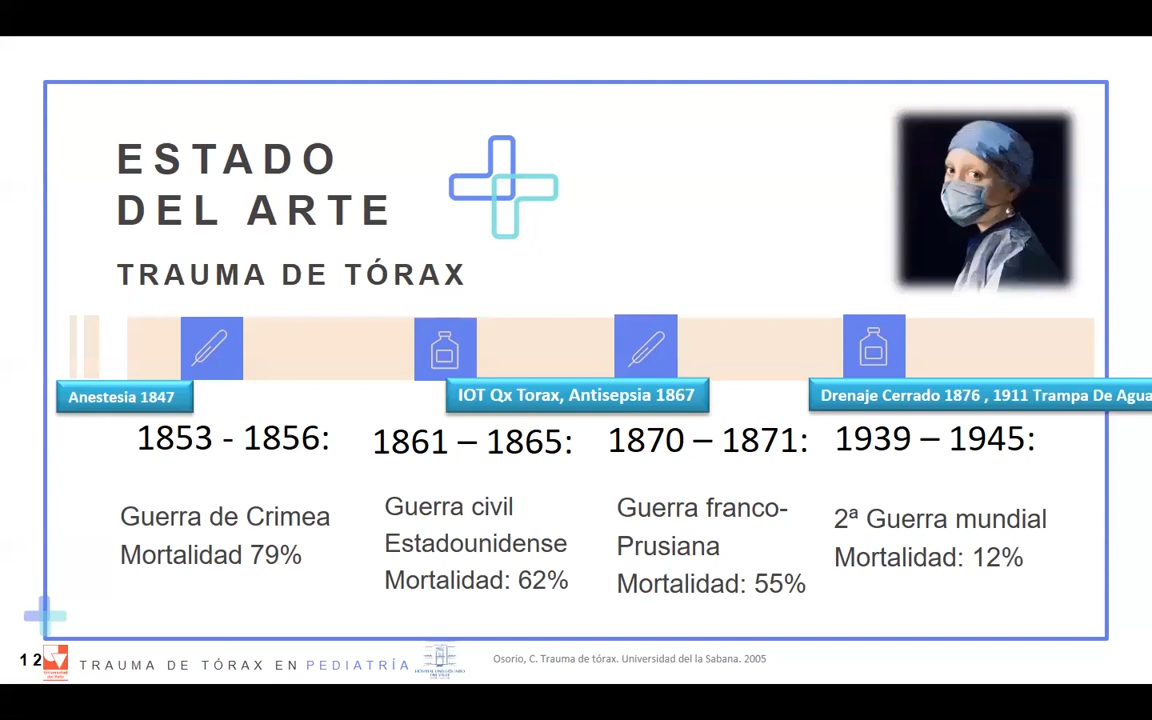 ESTADO
DEL ARTE
TRAUMA DE TÓRAX
Anestesia 1847
IOT Qx Torax, Antisepsia 1867
Drenaje Cerrado 1876 , 1911 Trampa De Agua
1853 - 1856:
Guerra de Crimea
Mortalidad 79%
1861 – 1865:
Guerra civil
Estadounidense
Mortalidad: 62%
1870 – 1871:
Guerra franco-
Prusiana
Mortalidad: 55%
1939 – 1945:
2ª Guerra mundial
Mortalidad: 12%
12
TRAUMA DE TÓRAX EN PEDIATRÍA
Osorio, C. Trauma de tórax. Universidad del la Sabana. 2005